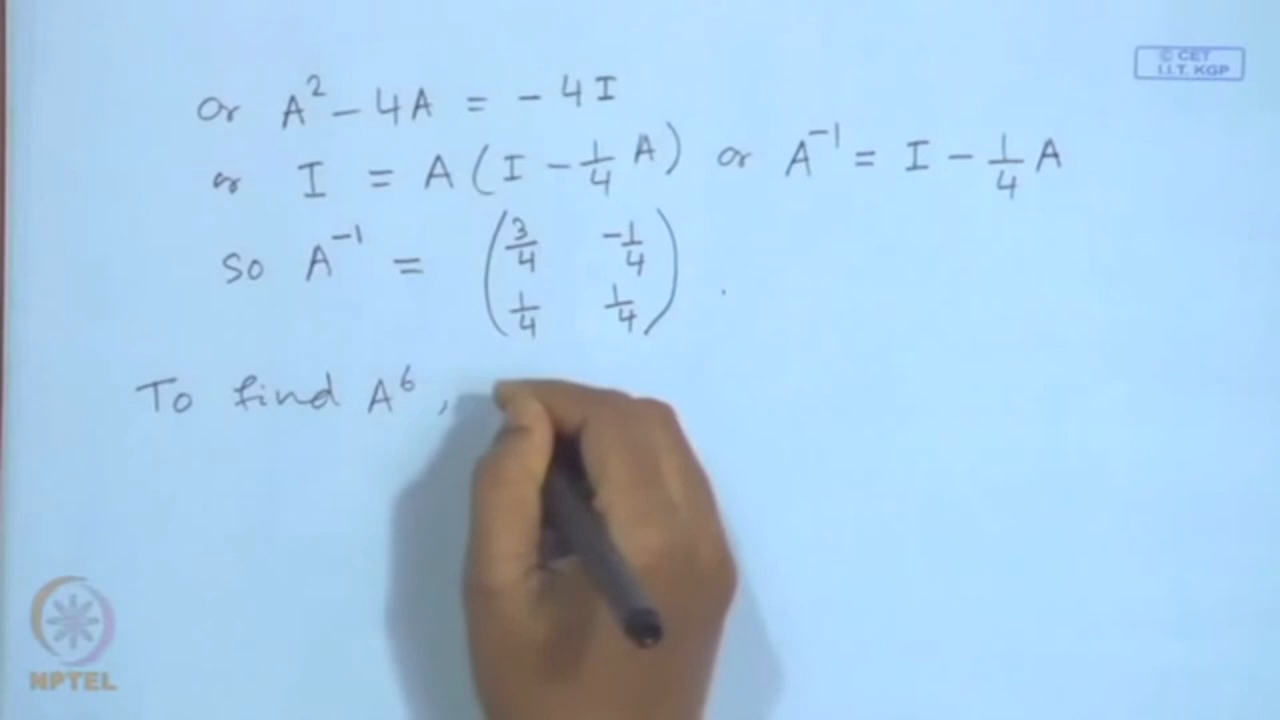 © CET
I.I.T. KGP
or A² – 4A = – 4I
or I = A (I – 1/4 A) or A⁻¹ = I – 1/4 A
So A⁻¹ = ( 3/4 -1/4
1/4 1/4 ) .
To find A⁶,
NPTEL